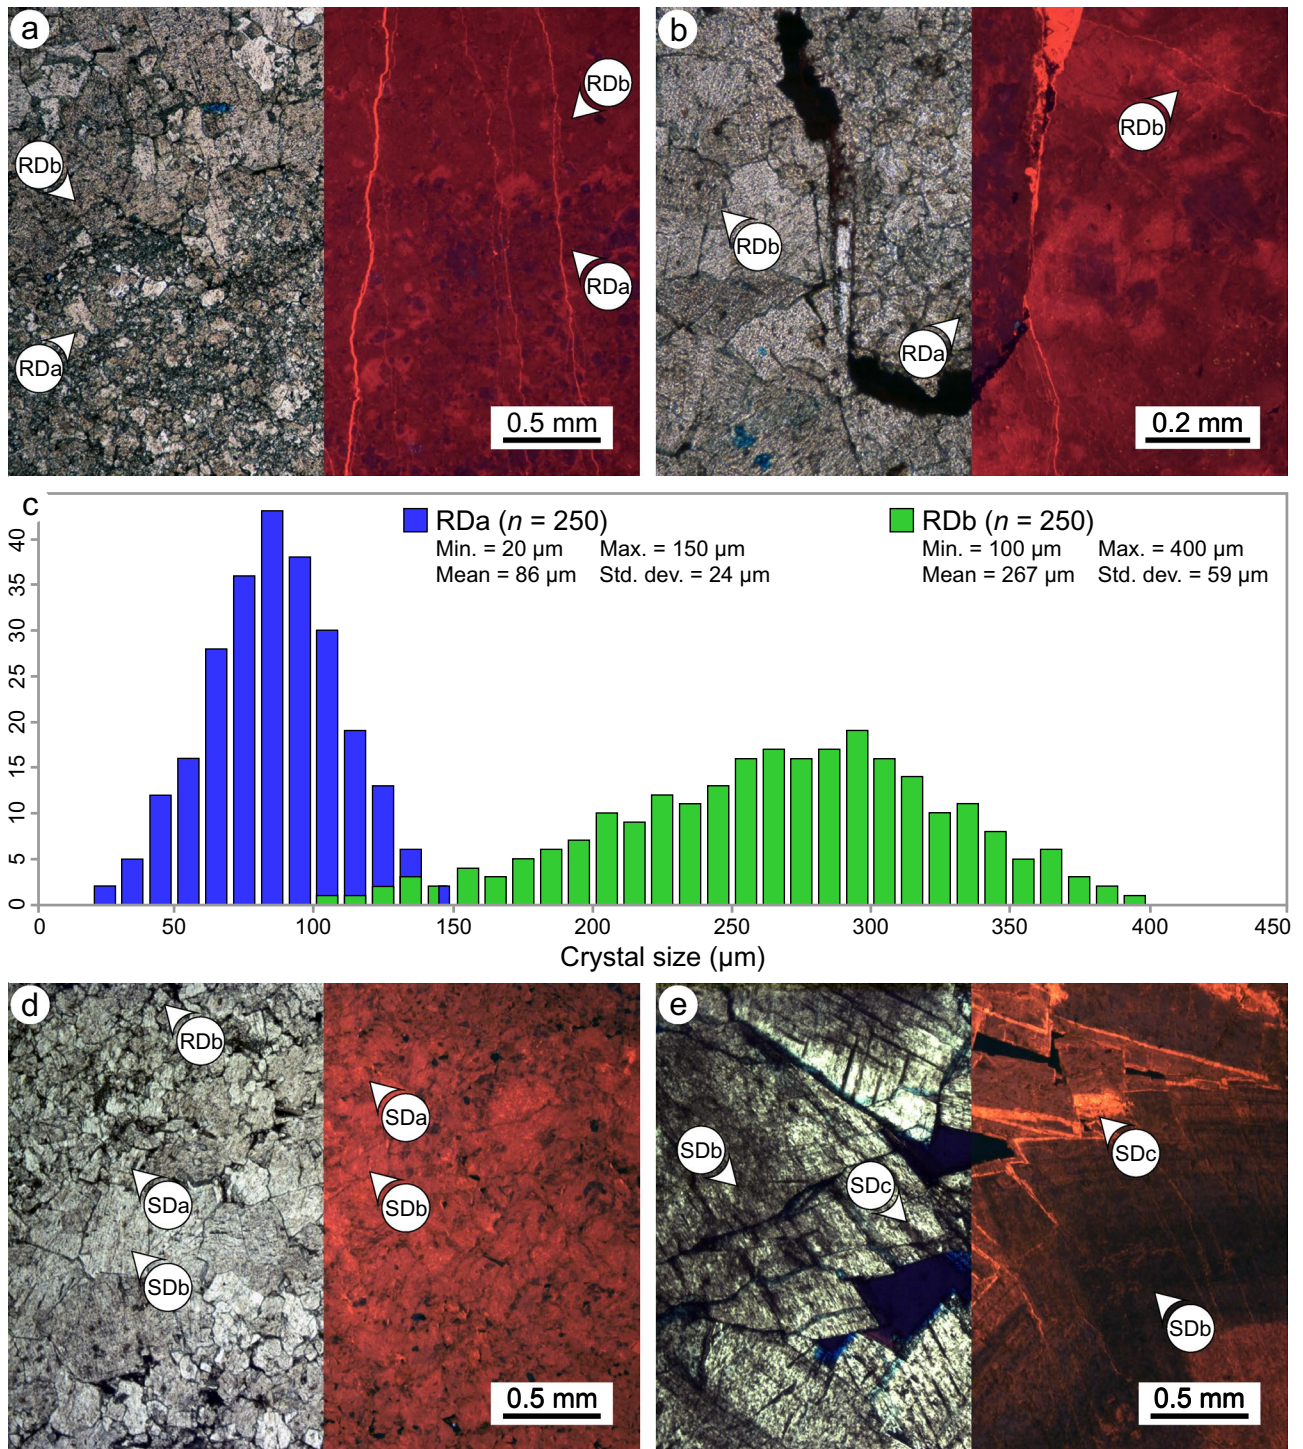 a
RDb
RDb
RDa
RDa
0.5 mm
b
RDb
RDb
RDa
0.2 mm
c
RDa (n = 250)
Min. = 20 µm Max. = 150 µm
Mean = 86 µm Std. dev. = 24 µm
RDb (n = 250)
Min. = 100 µm Max. = 400 µm
Mean = 267 µm Std. dev. = 59 µm
40
35
30
25
20
15
10
5
0
0 50 100 150 200 250 300 350 400 450
Crystal size (µm)
d
RDb
SDa
SDa
SDb
SDb
0.5 mm
e
SDb
SDc
SDc
SDb
0.5 mm